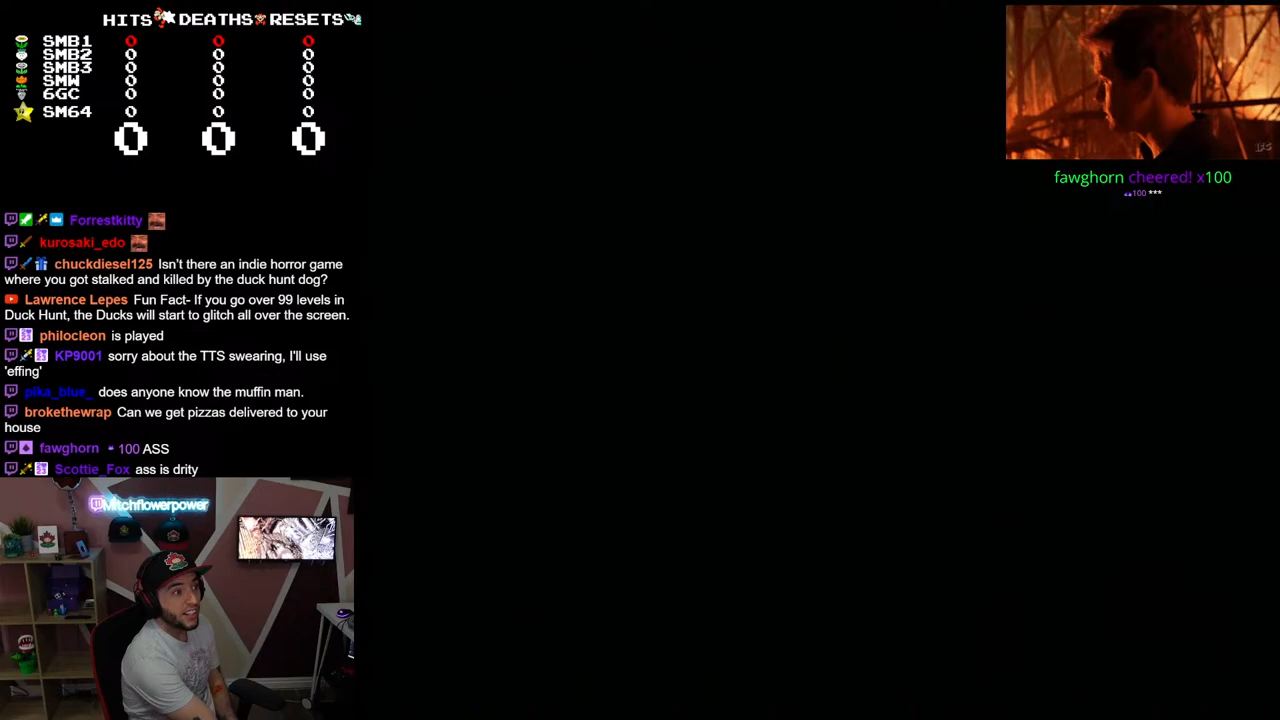 HITS DEATHS RESETS
SMB1 0 0 0
SMB2 0 0 0
SMB3 0 0 0
SMW 0 0 0
6GC 0 0 0
SM64 0 0 0
0 0 0
IFC
fawghorn cheered! x100
100 ***
Forrestkitty
kurosaki_edo
chuckdiesel125 Isn't there an indie horror game
where you got stalked and killed by the duck hunt dog?
Lawrence Lepes Fun Fact- If you go over 99 levels in
Duck Hunt, the Ducks will start to glitch all over the screen.
philocleon is played
KP9001 sorry about the TTS swearing, I'll use
'effing'
pika_blue_ does anyone know the muffin man.
brokethewrap Can we get pizzas delivered to your
house
fawghorn 100 ASS
Scottie_Fox ass is drity
Mitchflowerpower